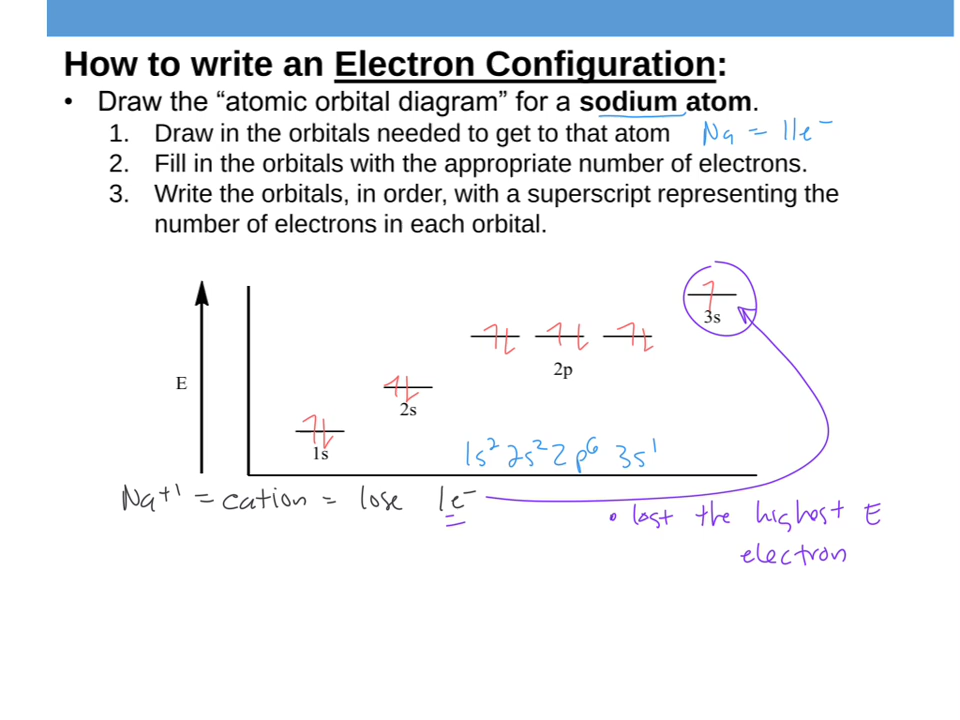 How to write an Electron Configuration:
• Draw the “atomic orbital diagram” for a sodium atom.
1. Draw in the orbitals needed to get to that atom Na = 11e⁻
2. Fill in the orbitals with the appropriate number of electrons.
3. Write the orbitals, in order, with a superscript representing the
number of electrons in each orbital.
3s
2p
E
2s
1s
1s² 2s² 2p⁶ 3s¹
Na⁺¹ = cation = lose 1e⁻
• lost the highest E
electron